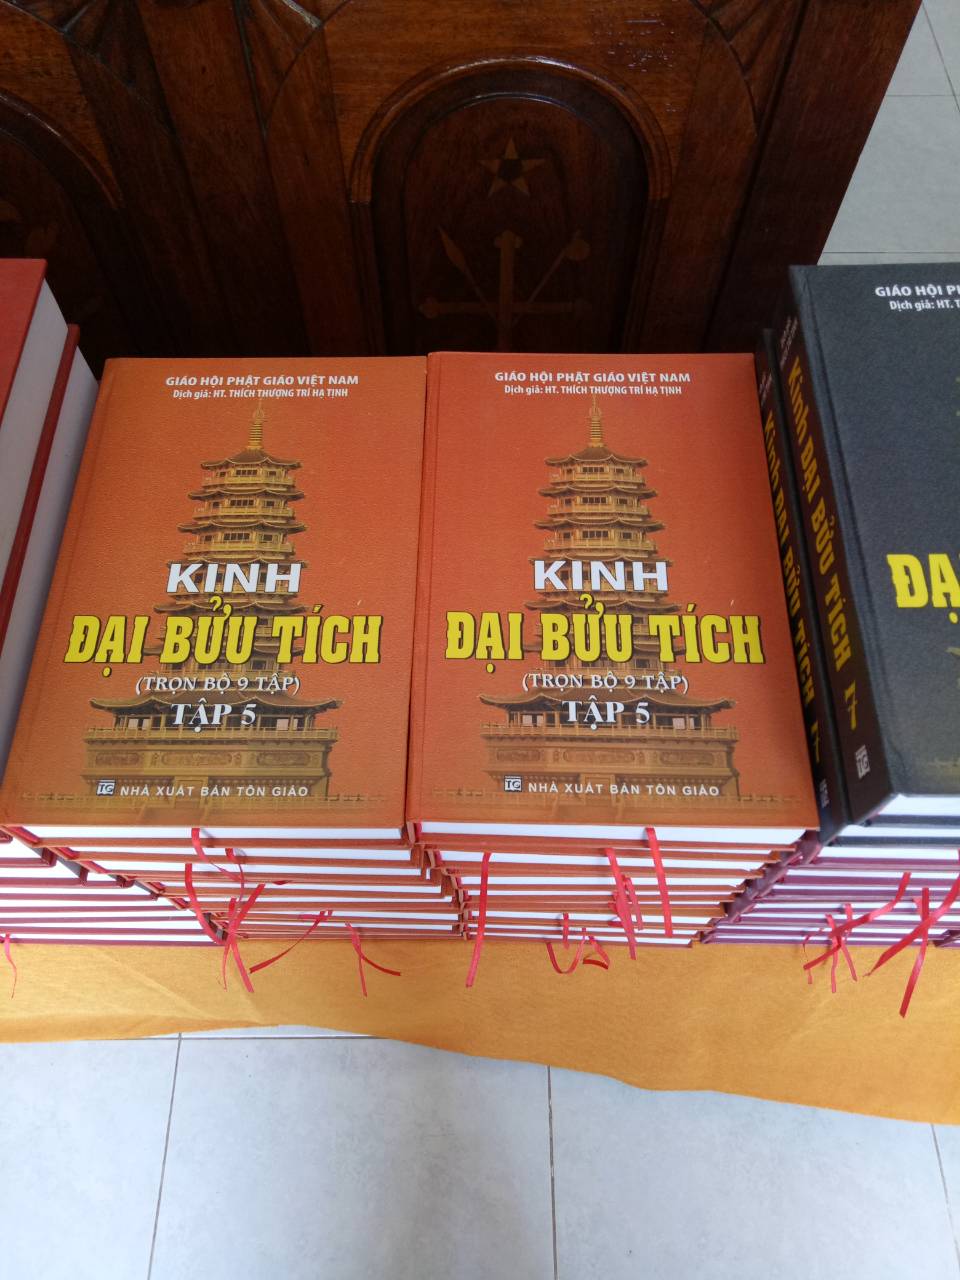 GIÁO HỘI PHẬT GIÁO VIỆT NAM
Dịch giả: HT. THÍCH THƯỢNG TRÍ HẠ TỊNH
KINH
ĐẠI BỬU TÍCH
(TRỌN BỘ 9 TẬP)
TẬP 5
TG NHÀ XUẤT BẢN TÔN GIÁO
GIÁO HỘI PHẬT GIÁO VIỆT NAM
Dịch giả: HT. THÍCH THƯỢNG TRÍ HẠ TỊNH
KINH
ĐẠI BỬU TÍCH
(TRỌN BỘ 9 TẬP)
TẬP 5
TG NHÀ XUẤT BẢN TÔN GIÁO
Kinh ĐẠI BỬU TÍCH
Kinh ĐẠI BỬU TÍCH
TG
GIÁO HỘI
Dịch giả: HT.